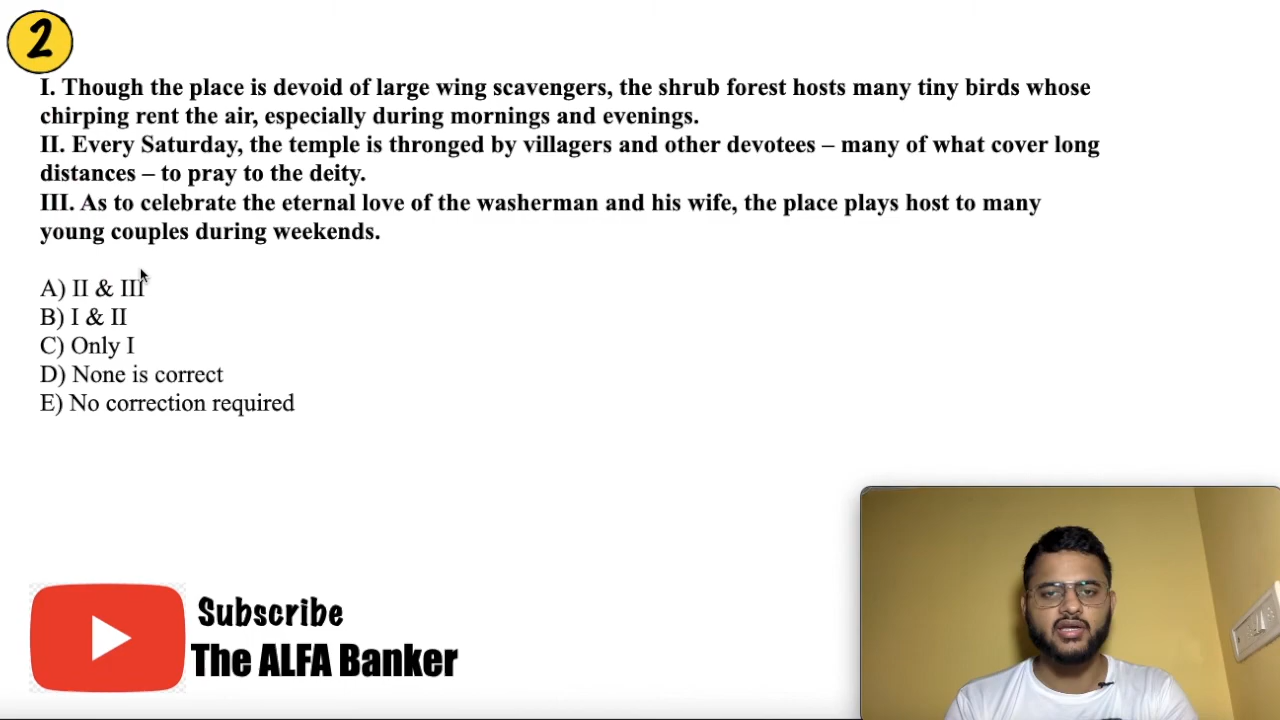 2
I. Though the place is devoid of large wing scavengers, the shrub forest hosts many tiny birds whose
chirping rent the air, especially during mornings and evenings.
II. Every Saturday, the temple is thronged by villagers and other devotees – many of what cover long
distances – to pray to the deity.
III. As to celebrate the eternal love of the washerman and his wife, the place plays host to many
young couples during weekends.
A) II & III
B) I & II
C) Only I
D) None is correct
E) No correction required
Subscribe
The ALFA Banker